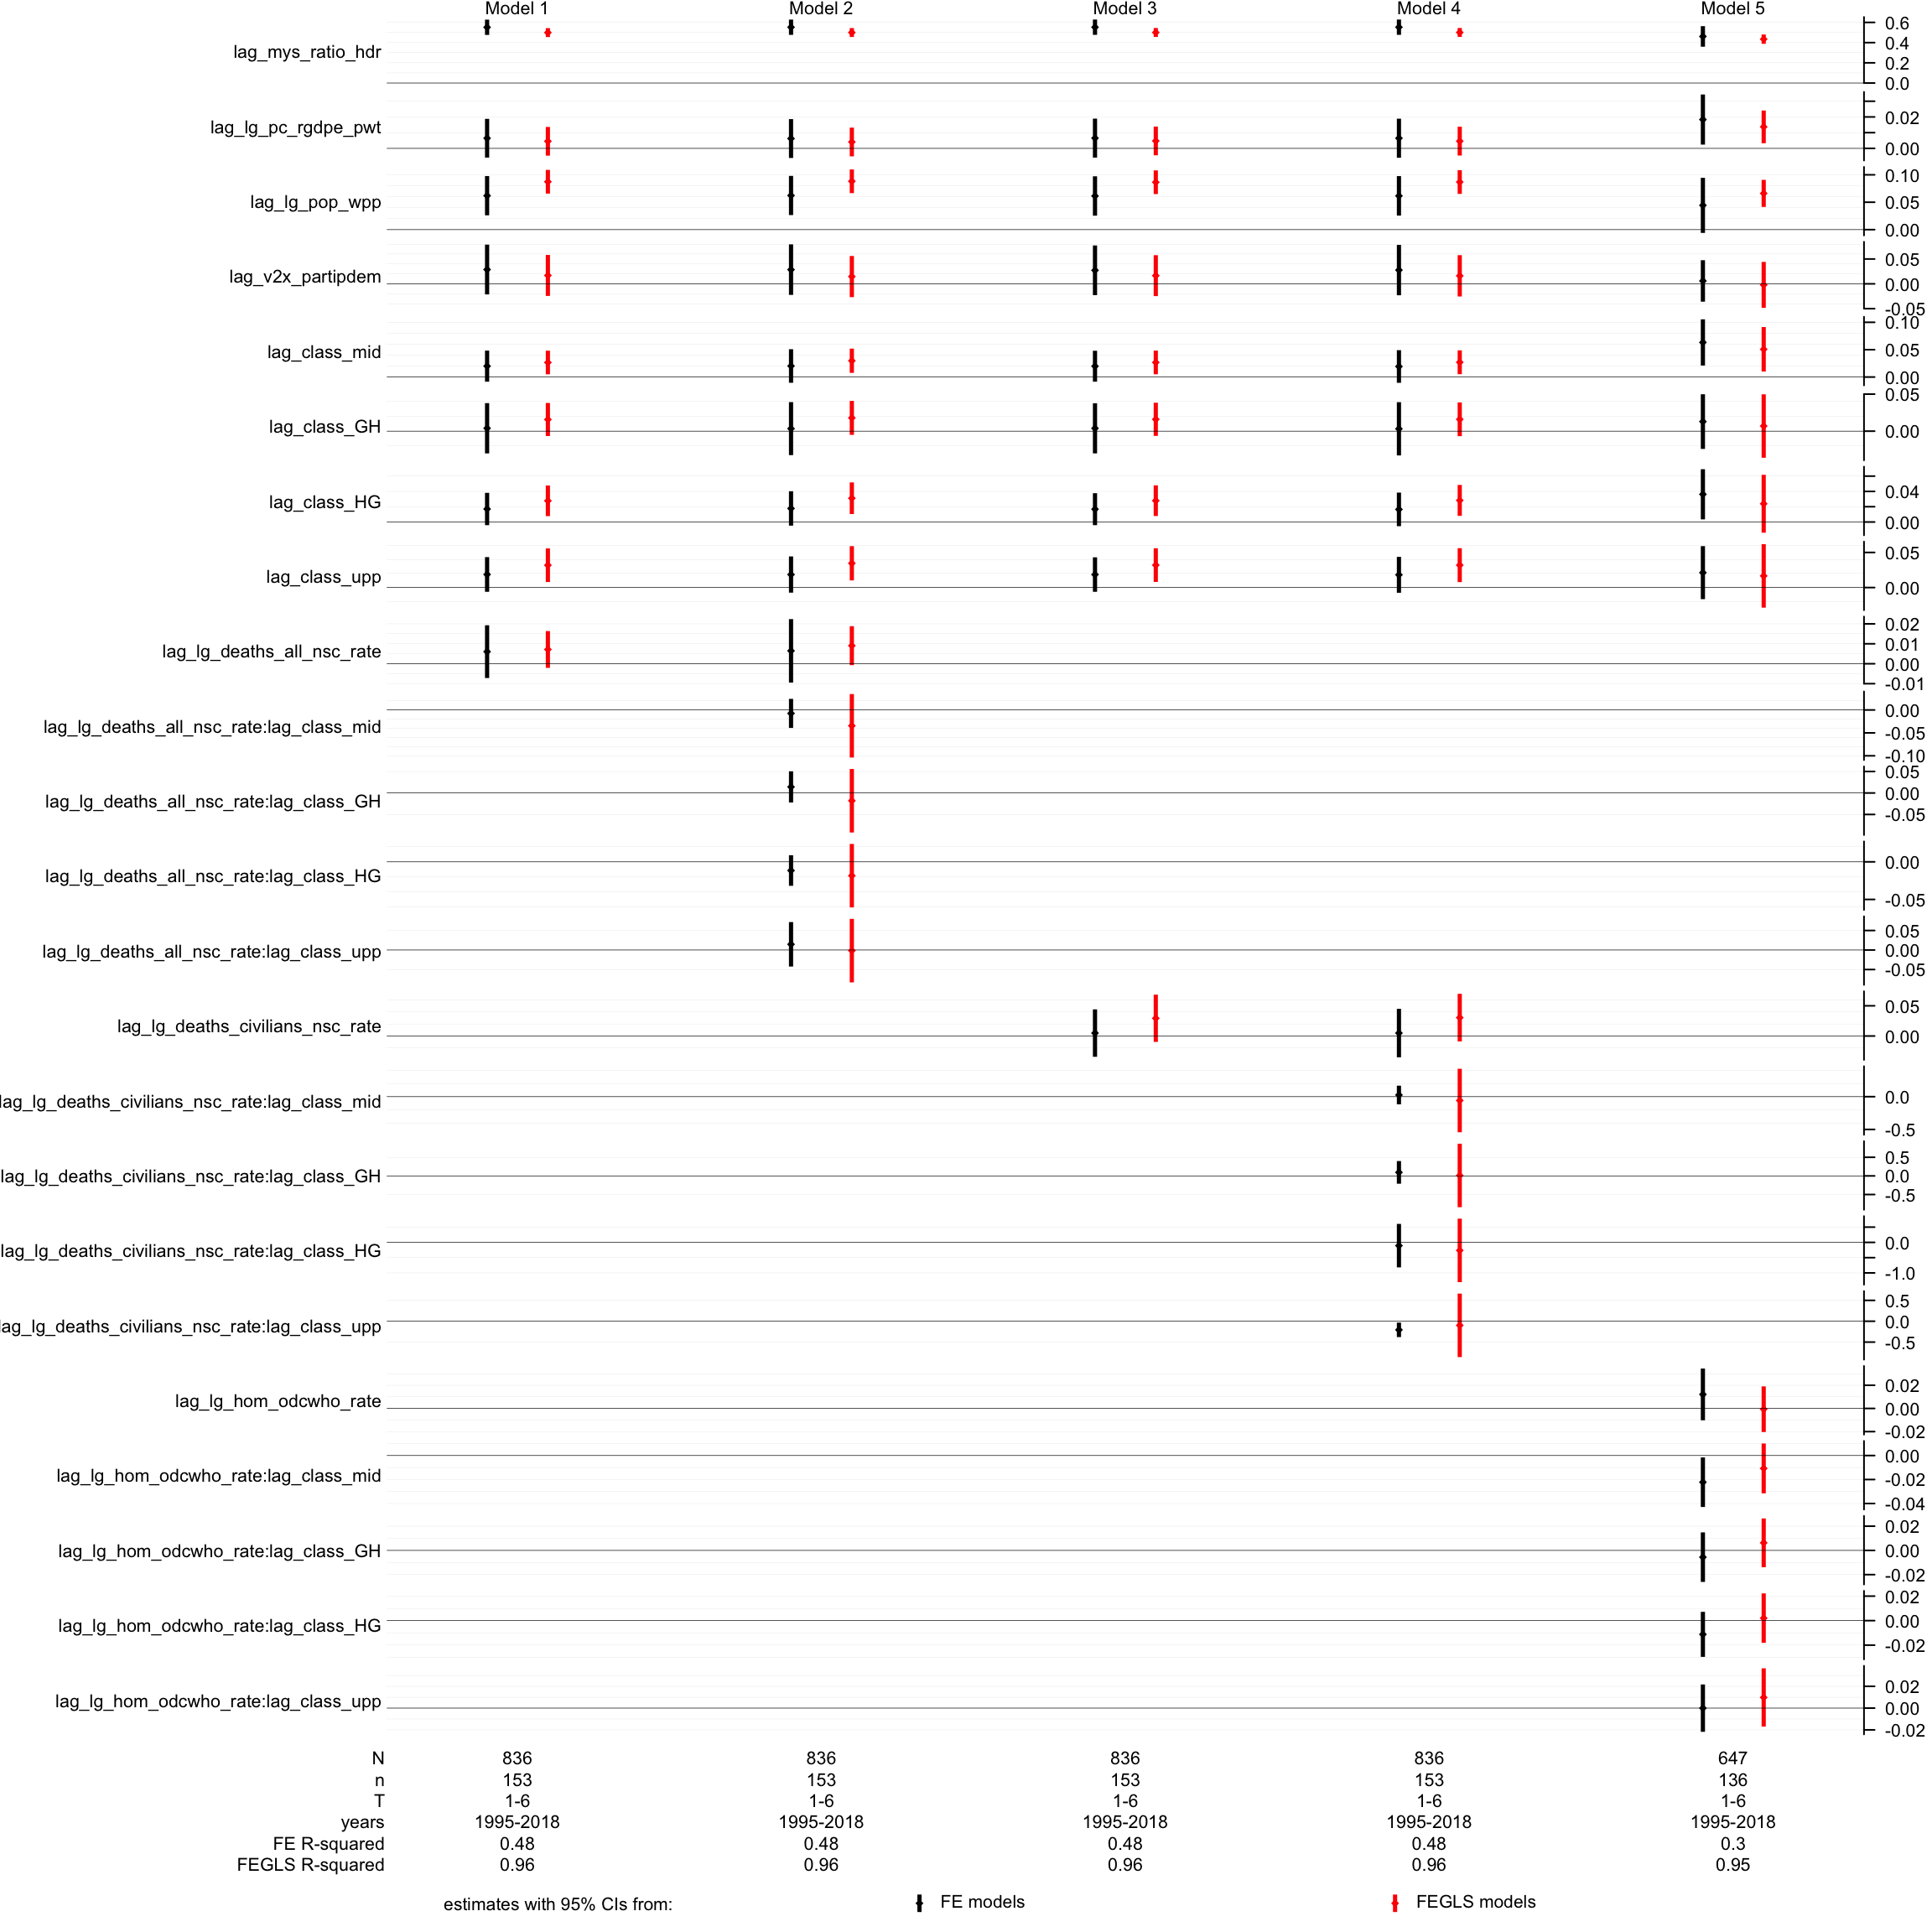 Model 1 Model 2 Model 3 Model 4 Model 5
lag_mys_ratio_hdr 0.6 0.4 0.2 0.0
lag_lg_pc_rgdpe_pwt 0.02 0.00
lag_lg_pop_wpp 0.10 0.05 0.00
lag_v2x_partipdem 0.05 0.00 -0.05
lag_class_mid 0.10 0.05 0.00
lag_class_GH 0.05 0.00
lag_class_HG 0.04 0.00
lag_class_upp 0.05 0.00
lag_lg_deaths_all_nsc_rate 0.02 0.01 0.00 -0.01
lag_lg_deaths_all_nsc_rate:lag_class_mid 0.00 -0.05 -0.10
lag_lg_deaths_all_nsc_rate:lag_class_GH 0.05 0.00 -0.05
lag_lg_deaths_all_nsc_rate:lag_class_HG 0.00 -0.05
lag_lg_deaths_all_nsc_rate:lag_class_upp 0.05 0.00 -0.05
lag_lg_deaths_civilians_nsc_rate 0.05 0.00
lag_lg_deaths_civilians_nsc_rate:lag_class_mid 0.0 -0.5
lag_lg_deaths_civilians_nsc_rate:lag_class_GH 0.5 0.0 -0.5
lag_lg_deaths_civilians_nsc_rate:lag_class_HG 0.0 -1.0
lag_lg_deaths_civilians_nsc_rate:lag_class_upp 0.5 0.0 -0.5
lag_lg_hom_odcwho_rate 0.02 0.00 -0.02
lag_lg_hom_odcwho_rate:lag_class_mid 0.00 -0.02 -0.04
lag_lg_hom_odcwho_rate:lag_class_GH 0.02 0.00 -0.02
lag_lg_hom_odcwho_rate:lag_class_HG 0.02 0.00 -0.02
lag_lg_hom_odcwho_rate:lag_class_upp 0.02 0.00 -0.02
N 836 836 836 836 647
n 153 153 153 153 136
T 1-6 1-6 1-6 1-6 1-6
years 1995-2018 1995-2018 1995-2018 1995-2018 1995-2018
FE R-squared 0.48 0.48 0.48 0.48 0.3
FEGLS R-squared 0.96 0.96 0.96 0.96 0.95
estimates with 95% CIs from: FE models FEGLS models